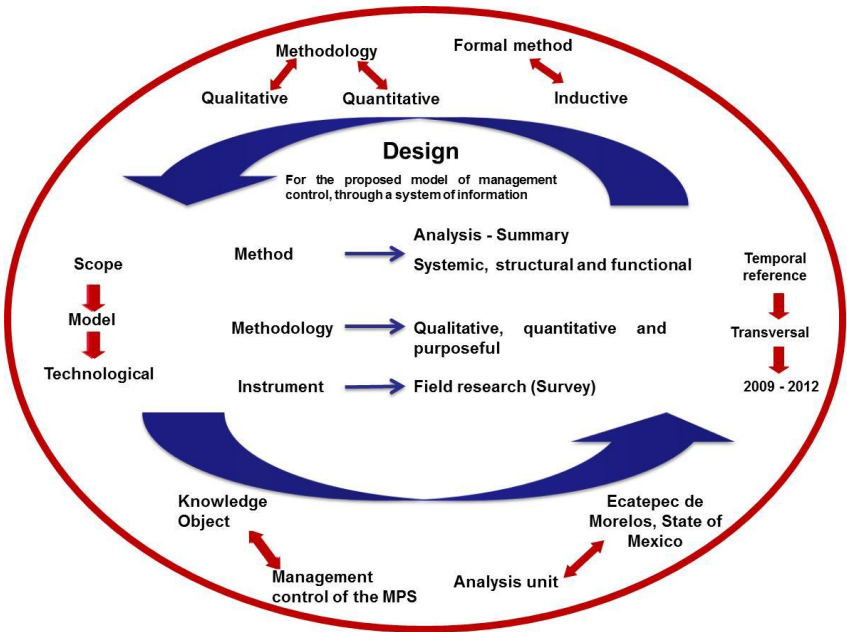 Methodology
Formal method
Qualitative
Quantitative
Inductive
Design
For the proposed model of management
control, through a system of information
Method
Analysis - Summary
Systemic, structural and functional
Scope
Model
Technological
Methodology
Qualitative, quantitative and
purposeful
Instrument
Field research (Survey)
Temporal
reference
Transversal
2009 - 2012
Knowledge
Object
Management
control of the MPS
Ecatepec de
Morelos, State of
Mexico
Analysis unit